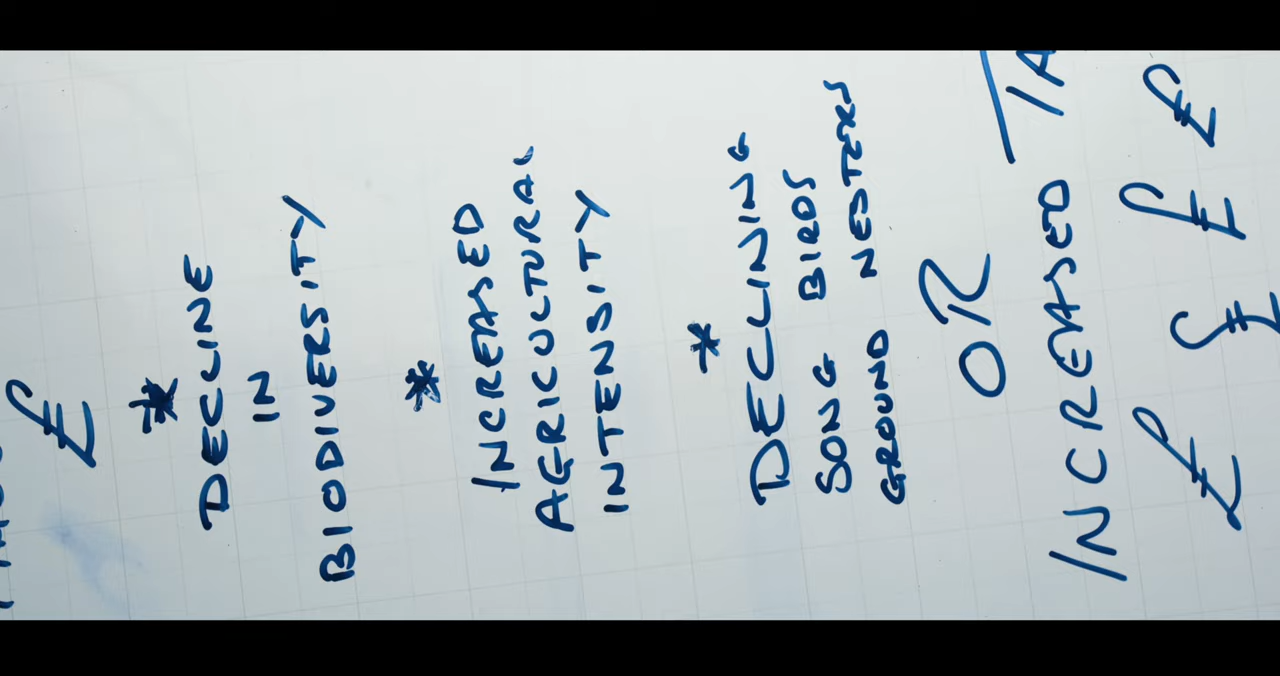 £
* DECLINE
IN
BIODIVERSITY
* INCREASED
AGRICULTURAL
INTENSITY
* DECLINING
SONG BIRDS
GROUND NESTERS
OR
INCREASED
£ £ £ £